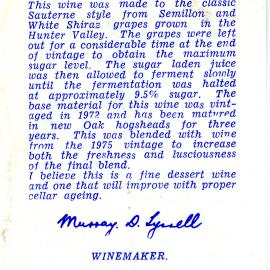 This wine was made to the classic
Sauterne style from Semillon and
White Shiraz grapes grown in the
Hunter Valley. The grapes were left
out for a considerable time at the end
of vintage to obtain the maximum
sugar level. The sugar laden juice
was then allowed to ferment slowly
until the fermentation was halted
at approximately 9.5% sugar. The
base material for this wine was vint-
aged in 1972 and has been matured
in new Oak hogsheads for three
years. This was blended with wine
from the 1975 vintage to increase
both the freshness and lusciousness
of the final blend.
I believe this is a fine dessert wine
and one that will improve with proper
cellar ageing.
Murray D. Tyrrell
WINEMAKER.